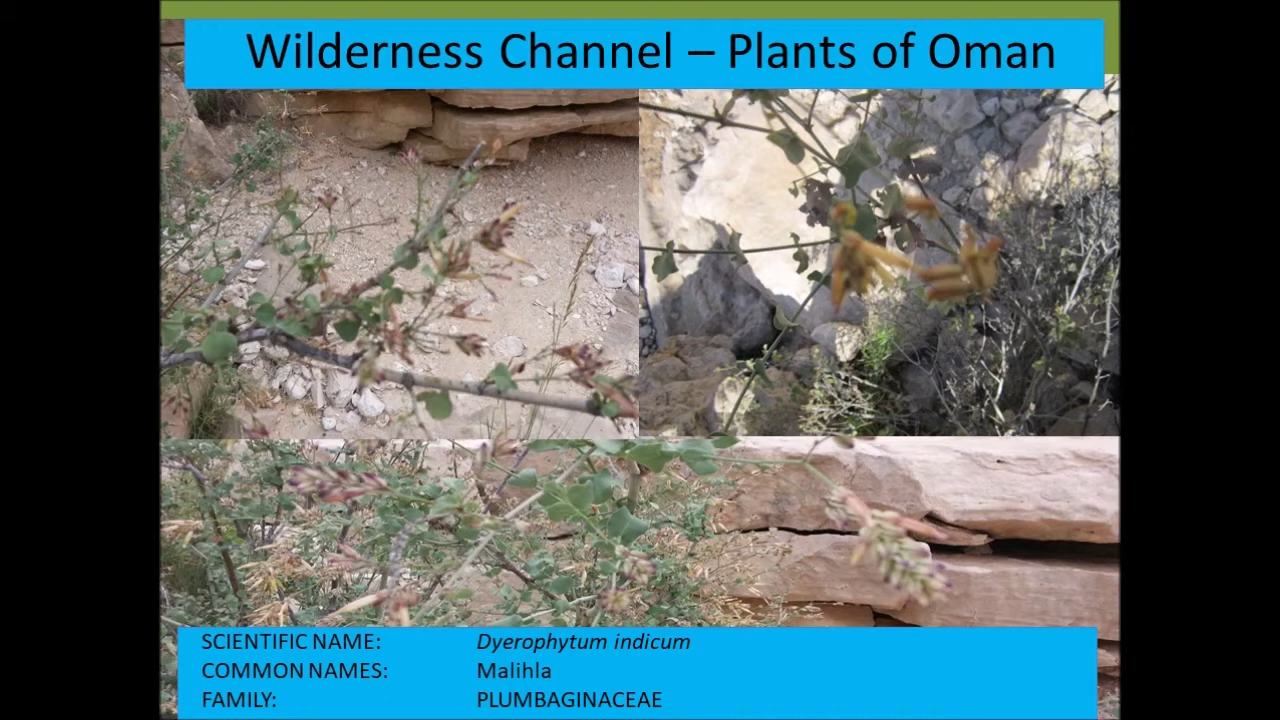 Wilderness Channel – Plants of Oman
SCIENTIFIC NAME: Dyerophytum indicum
COMMON NAMES: Malihla
FAMILY: PLUMBAGINACEAE